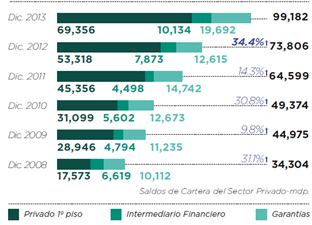 Dic. 2013
99,182
69,356 10,134 19,692
Dic. 2012
34.4%↑
73,806
53,318 7,873 12,615
Dic. 2011
14.3%↑
64,599
45,356 4,498 14,742
Dic. 2010
30.8%↑
49,374
31,099 5,602 12,673
Dic. 2009
9.8%↑
44,975
28,946 4,794 11,235
Dic. 2008
31.1%↑
34,304
17,573 6,619 10,112
Saldos de Cartera del Sector Privado-mdp.
Privado 1º piso Intermediario Financiero Garantías